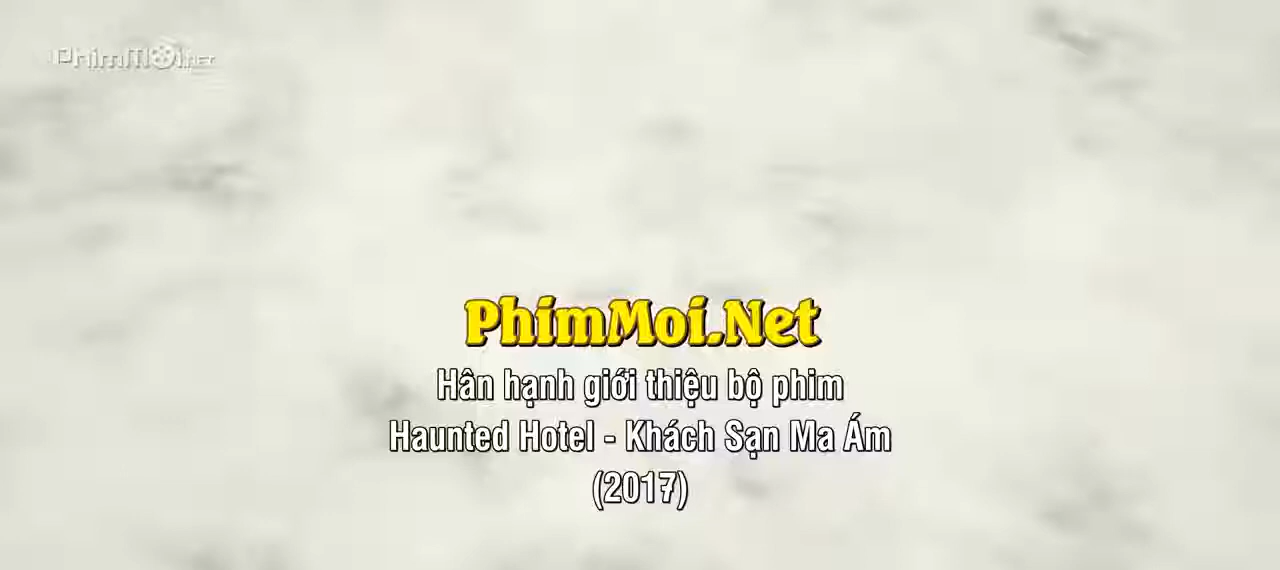 PhimMoi.NET
PhimMoi.Net
Hân hạnh giới thiệu bộ phim
Haunted Hotel - Khách Sạn Ma Ám
(2017)